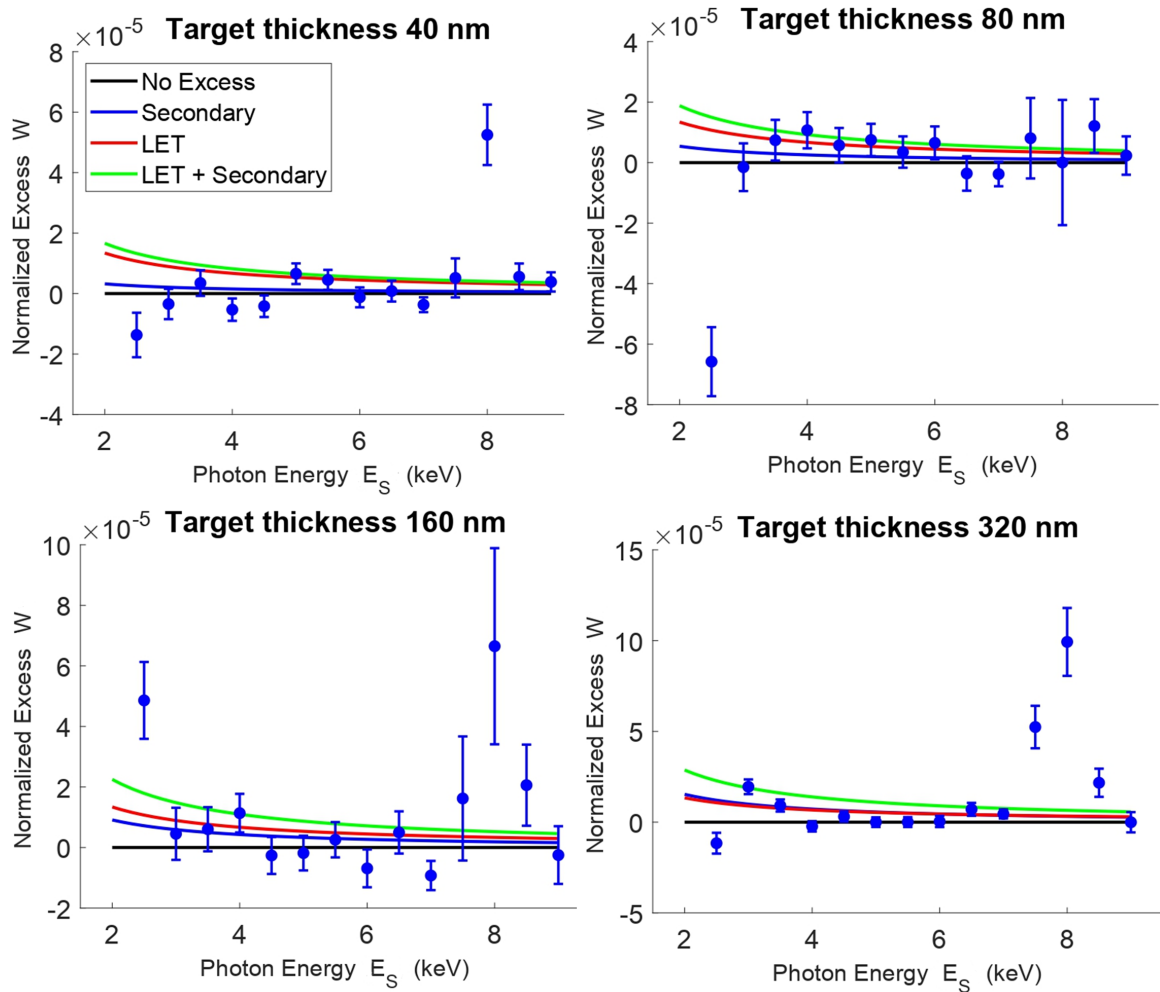 ×10⁻⁵ Target thickness 40 nm
8
6
4
2
0
-2
-4
Normalized Excess W
No Excess
Secondary
LET
LET + Secondary
2 4 6 8
Photon Energy E_S (keV)
×10⁻⁵ Target thickness 80 nm
4
2
0
-2
-4
-6
-8
Normalized Excess W
2 4 6 8
Photon Energy E_S (keV)
×10⁻⁵ Target thickness 160 nm
10
8
6
4
2
0
-2
Normalized Excess W
2 4 6 8
Photon Energy E_S (keV)
×10⁻⁵ Target thickness 320 nm
15
10
5
0
-5
Normalized Excess W
2 4 6 8
Photon Energy E_S (keV)